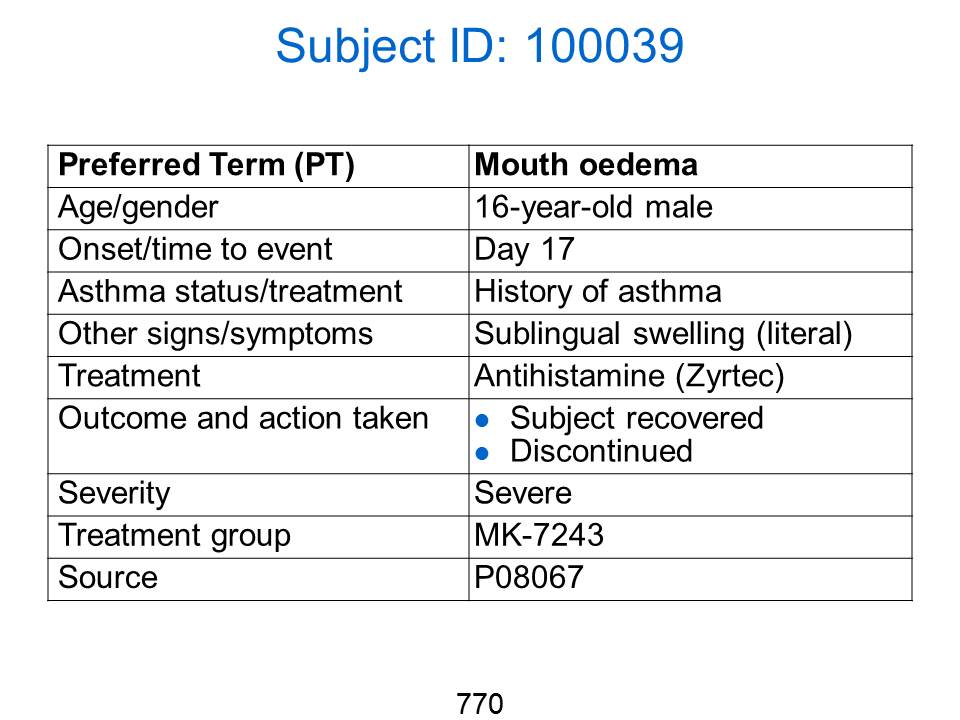 Subject ID: 100039
Preferred Term (PT) Mouth oedema
Age/gender 16-year-old male
Onset/time to event Day 17
Asthma status/treatment History of asthma
Other signs/symptoms Sublingual swelling (literal)
Treatment Antihistamine (Zyrtec)
Outcome and action taken ● Subject recovered
● Discontinued
Severity Severe
Treatment group MK-7243
Source P08067
770